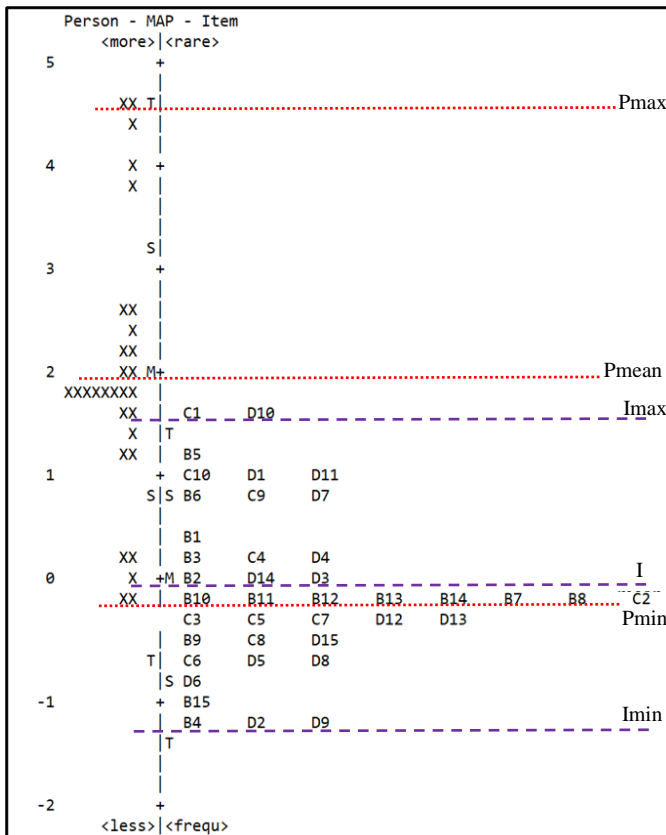 Person - MAP - Item
<more>|<rare>
5 +
|
|
XX T| Pmax
X |
|
4 X +
X |
|
|
S|
3 +
|
XX |
X |
XX |
2 XX M+ Pmean
XXXXXXXX |
XX | C1 D10 Imax
X |T
XX | B5
1 + C10 D1 D11
S|S B6 C9 D7
|
| B1
XX | B3 C4 D4
0 X +M B2 D14 D3 I
XX | B10 B11 B12 B13 B14 B7 B8 C2
| C3 C5 C7 D12 D13 Pmin
| B9 C8 D15
T| C6 D5 D8
|S D6
-1 + B15
| B4 D2 D9 Imin
|T
|
|
-2 +
<less>|<frequ>